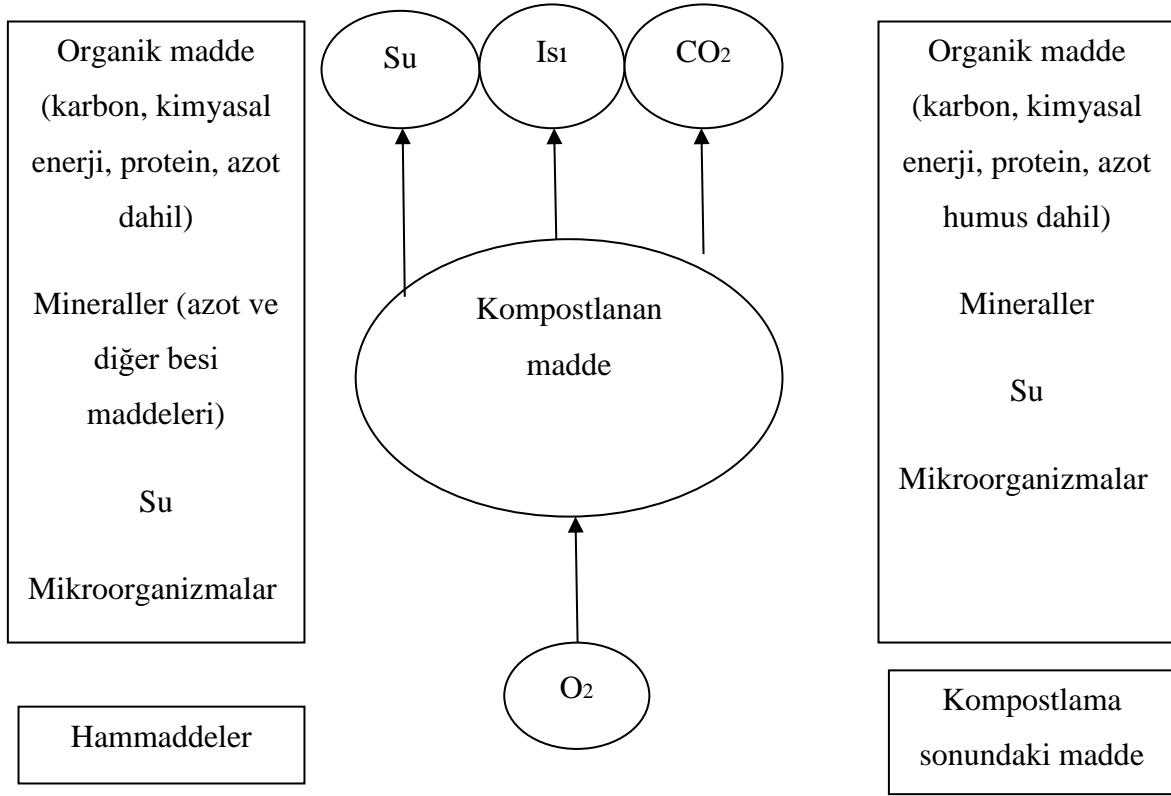 Organik madde
(karbon, kimyasal
enerji, protein, azot
dahil)
Mineraller (azot ve
diğer besi
maddeleri)
Su
Mikroorganizmalar
Hammaddeler
Su
Isı
CO2
Kompostlanan
madde
O2
Organik madde
(karbon, kimyasal
enerji, protein, azot
humus dahil)
Mineraller
Su
Mikroorganizmalar
Kompostlama
sonundaki madde